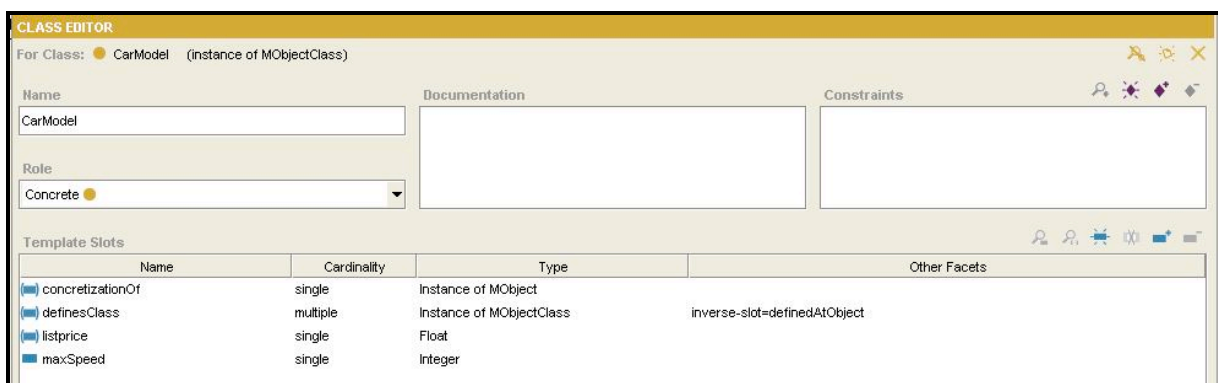 CLASS EDITOR
For Class: CarModel (instance of MObjectClass)
Name Documentation Constraints
CarModel
Role
Concrete
Template Slots
Name Cardinality Type Other Facets
concretizationOf single Instance of MObject
definesClass multiple Instance of MObjectClass inverse-slot=definedAtObject
listprice single Float
maxSpeed single Integer